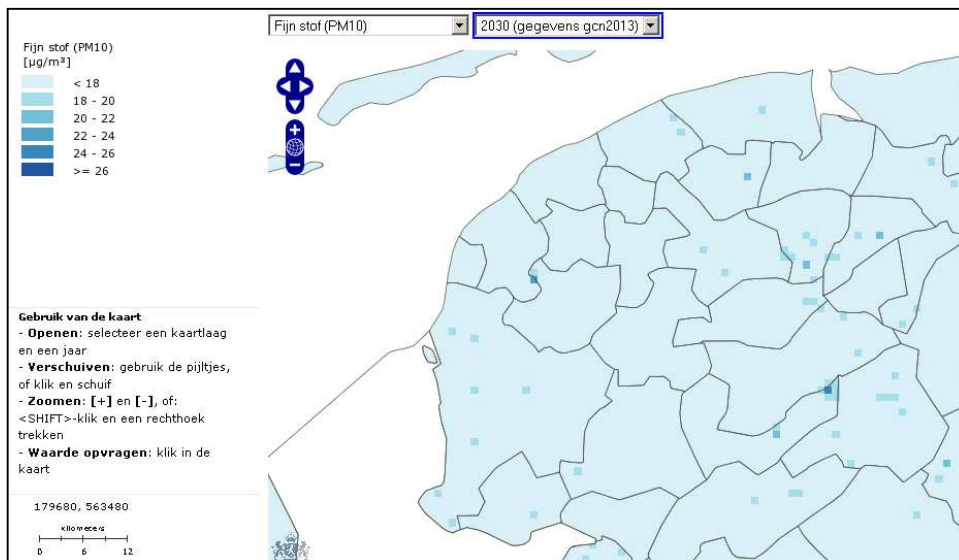 Fijn stof (PM10)
2030 (gegevens gcn2013)
Fijn stof (PM10)
[µg/m³]
< 18
18 - 20
20 - 22
22 - 24
24 - 26
>= 26
Gebruik van de kaart
- Openen: selecteer een kaartlaag
en een jaar
- Verschuiven: gebruik de pijltjes,
of klik en schuif
- Zoomen: [+] en [-], of:
<SHIFT>-klik en een rechthoek
trekken
- Waarde opvragen: klik in de
kaart
179680, 563480
kilometers
0 6 12